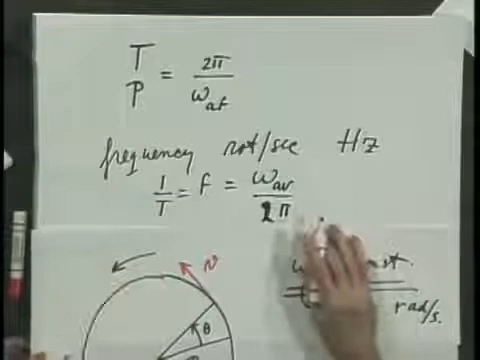 T/P = 2π/ω_av
frequency rot/sec Hz
1/T = f = ω_av/2π
v
rad/s.
θ